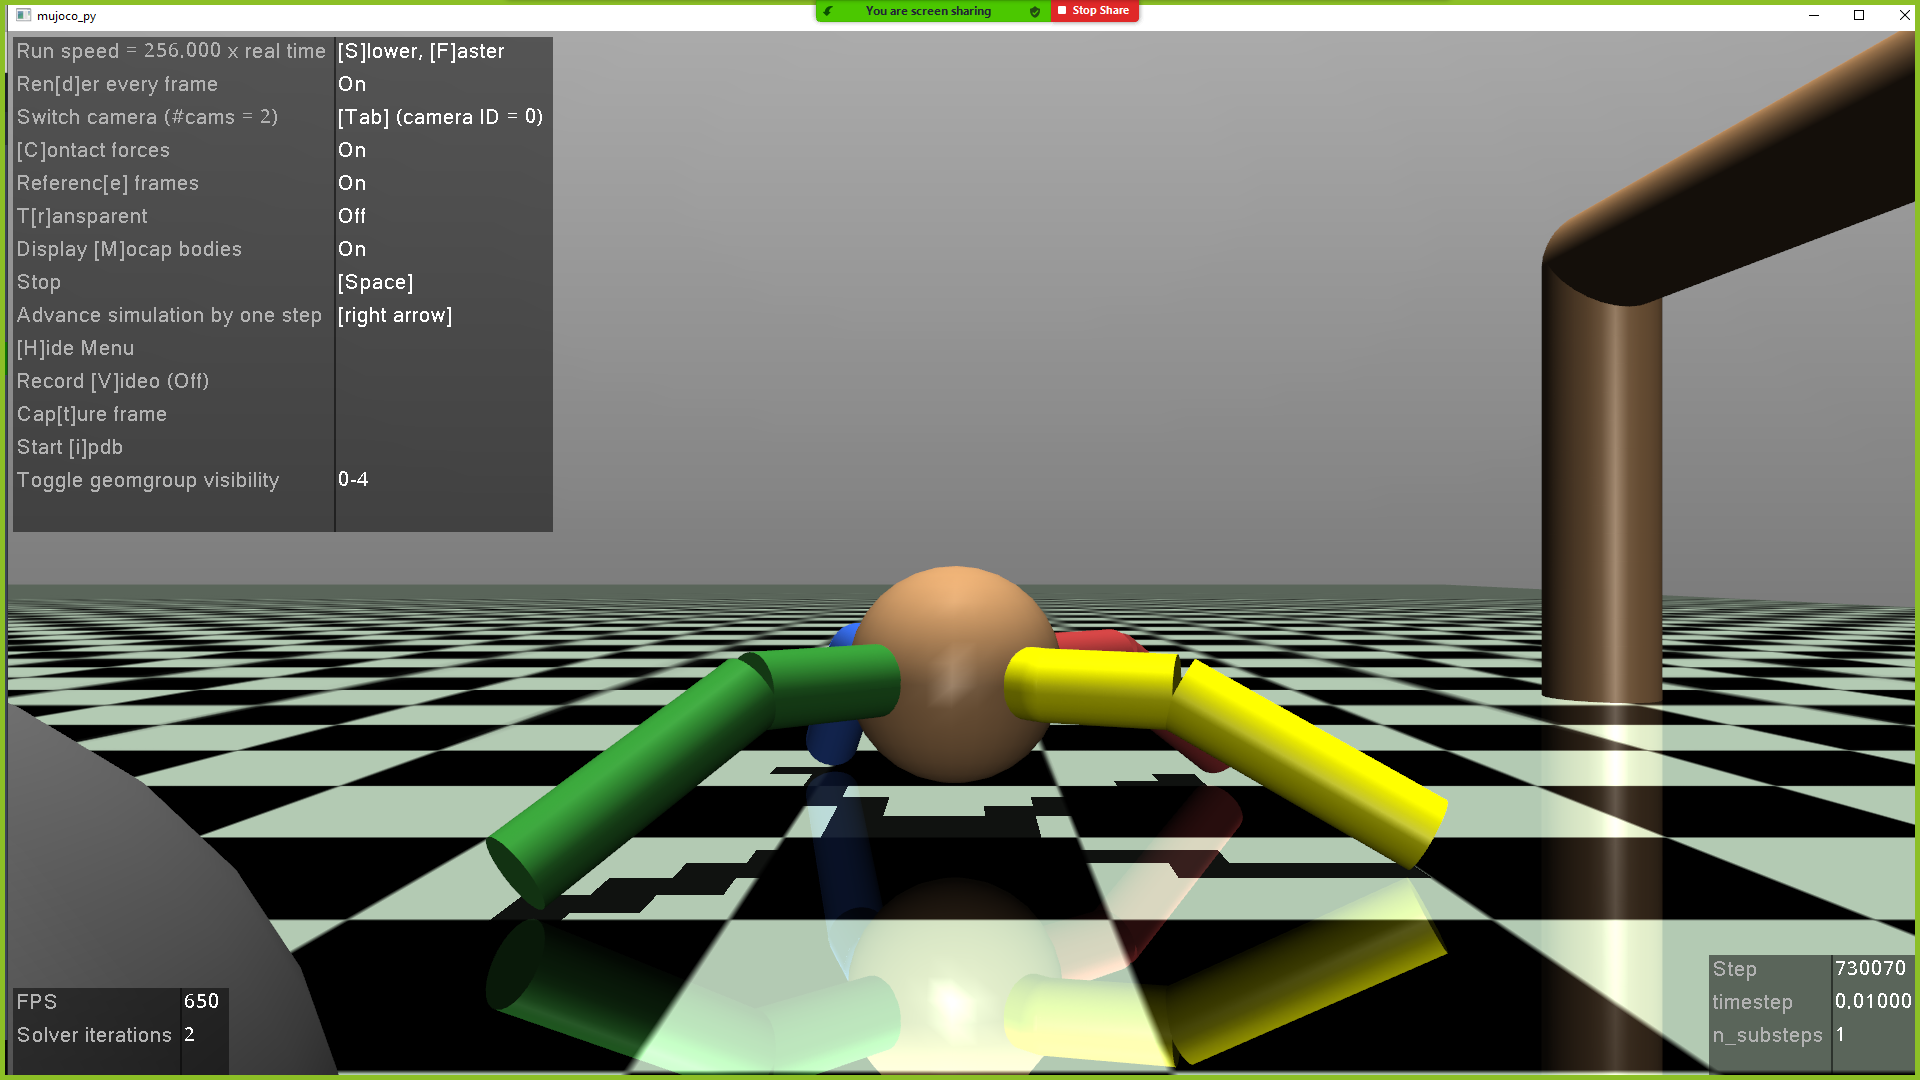 mujoco_py
You are screen sharing
Stop Share
Run speed = 256.000 x real time [S]lower, [F]aster
Ren[d]er every frame On
Switch camera (#cams = 2) [Tab] (camera ID = 0)
[C]ontact forces On
Referenc[e] frames On
T[r]ansparent Off
Display [M]ocap bodies On
Stop [Space]
Advance simulation by one step [right arrow]
[H]ide Menu
Record [V]ideo (Off)
Cap[t]ure frame
Start [i]pdb
Toggle geomgroup visibility 0-4
FPS 650
Solver iterations 2
Step 730070
timestep 0.01000
n_substeps 1